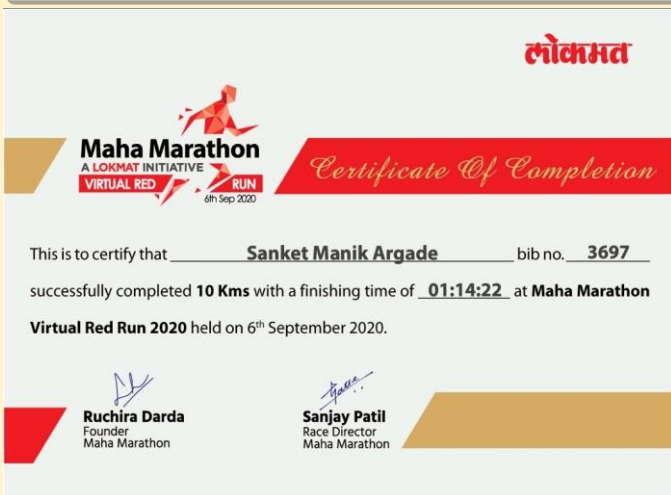 लोकमत
Maha Marathon
A LOKMAT INITIATIVE
VIRTUAL RED RUN
6th Sep 2020
Certificate Of Completion
This is to certify that Sanket Manik Argade bib no. 3697
successfully completed 10 Kms with a finishing time of 01:14:22 at Maha Marathon
Virtual Red Run 2020 held on 6th September 2020.
Ruchira Darda
Founder
Maha Marathon
Sanjay Patil
Race Director
Maha Marathon